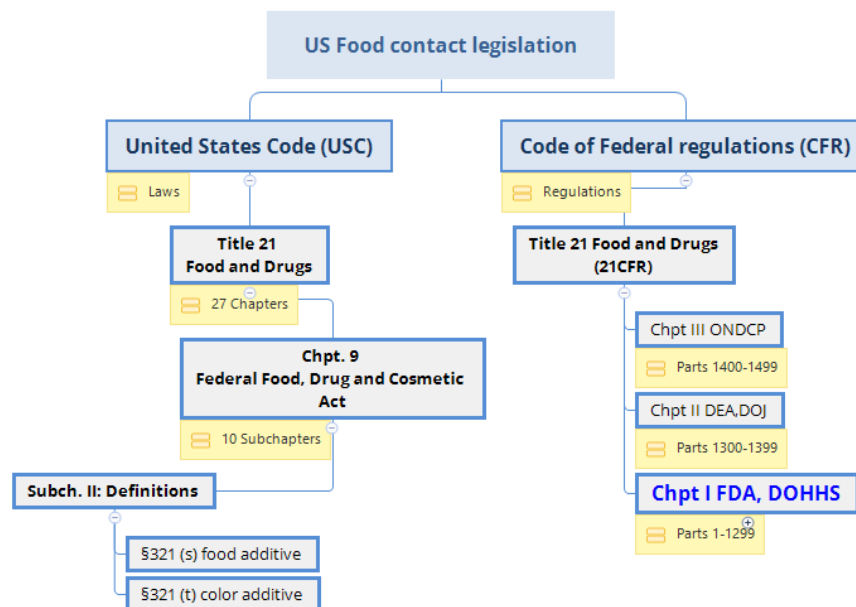 US Food contact legislation
United States Code (USC)
Laws
Title 21
Food and Drugs
27 Chapters
Chpt. 9
Federal Food, Drug and Cosmetic
Act
10 Subchapters
Subch. II: Definitions
§321 (s) food additive
§321 (t) color additive
Code of Federal regulations (CFR)
Regulations
Title 21 Food and Drugs
(21CFR)
Chpt III ONDCP
Parts 1400-1499
Chpt II DEA,DOJ
Parts 1300-1399
Chpt I FDA, DOHHS
Parts 1-1299